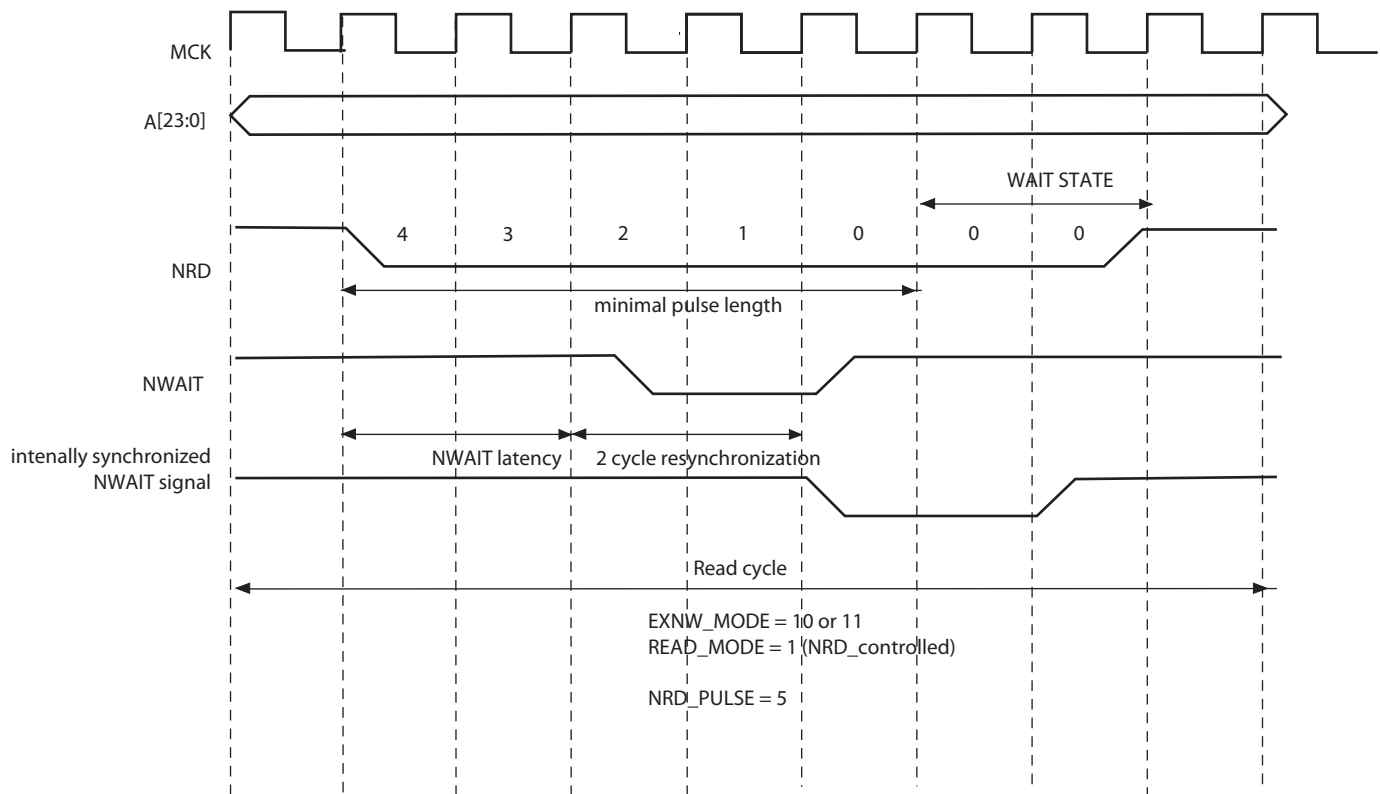 MCK
A[23:0]
WAIT STATE
4 3 2 1 0 0 0
NRD
minimal pulse length
NWAIT
NWAIT latency 2 cycle resynchronization
intenally synchronized
NWAIT signal
Read cycle
EXNW_MODE = 10 or 11
READ_MODE = 1 (NRD_controlled)
NRD_PULSE = 5